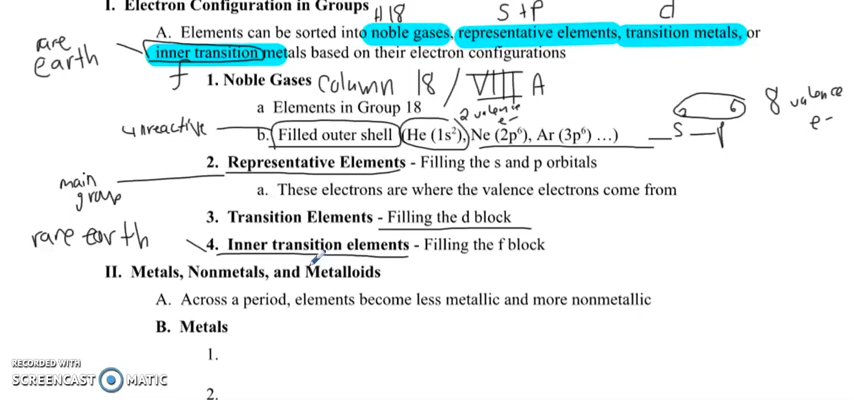 I. Electron Configuration in Groups
#18 S + P d
A. Elements can be sorted into noble gases, representative elements, transition metals, or
rare earth
inner transition metals based on their electron configurations
f
1. Noble Gases Column 18 / VIII A
a Elements in Group 18
2 valence e-
8 valence e-
unreactive
b. Filled outer shell (He (1s²), Ne (2p⁶), Ar (3p⁶) …)
S P
2. Representative Elements - Filling the s and p orbitals
main group
a. These electrons are where the valence electrons come from
3. Transition Elements - Filling the d block
rare earth
4. Inner transition elements - Filling the f block
II. Metals, Nonmetals, and Metalloids
A. Across a period, elements become less metallic and more nonmetallic
B. Metals
1.
RECORDED WITH
SCREENCAST MATIC
2.